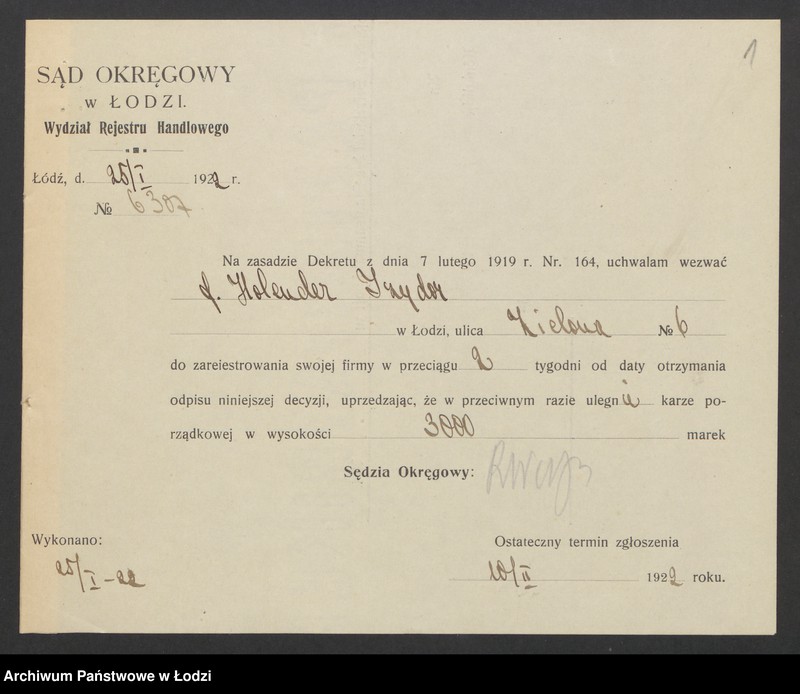 1
SĄD OKRĘGOWY
w ŁODZI.
Wydział Rejestru Handlowego
Łódź, d. 25/I 1922 r.
№ 6307
Na zasadzie Dekretu z dnia 7 lutego 1919 r. Nr. 164, uchwalam wezwać
f. Holender Izydor
w Łodzi, ulica Zielona № 6
do zareiestrowania swojej firmy w przeciągu 2 tygodni od daty otrzymania
odpisu niniejszej decyzji, uprzedzając, że w przeciwnym razie ulegnie karze po-
rządkowej w wysokości 3000 marek
Sędzia Okręgowy:
Wykonano:
25/I-22
Ostateczny termin zgłoszenia
10/II 1922 roku.
Archiwum Państwowe w Łodzi